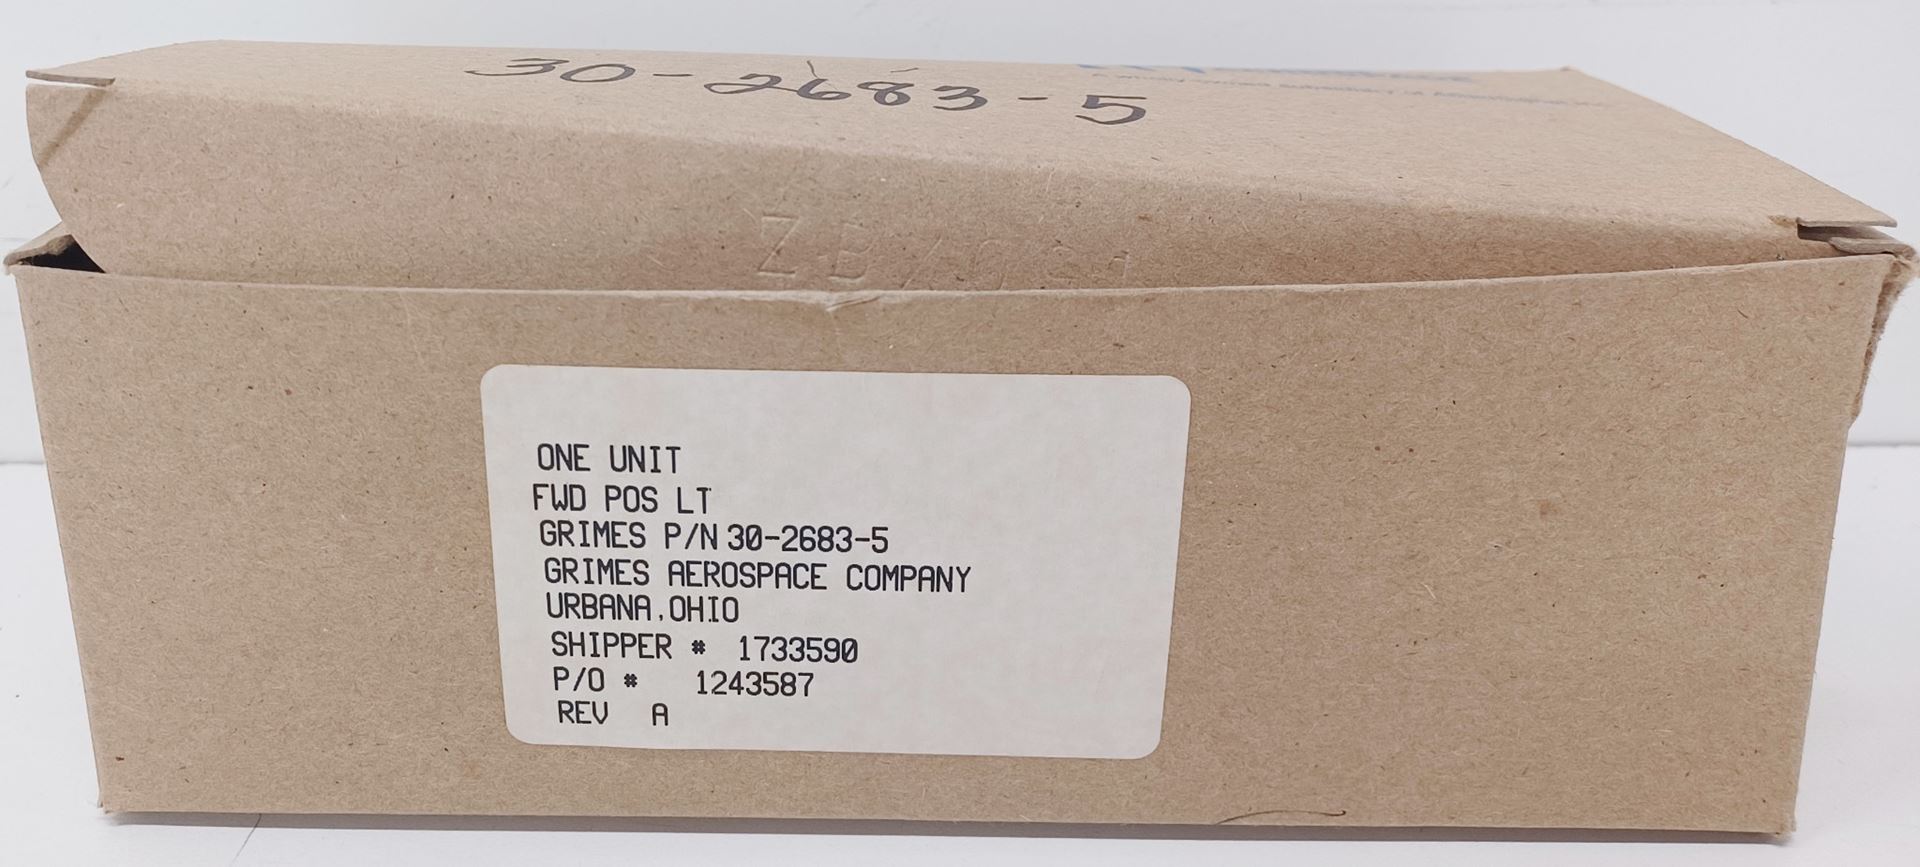 30-2683-5
ONE UNIT
FWD POS LT
GRIMES P/N 30-2683-5
GRIMES AEROSPACE COMPANY
URBANA, OHIO
SHIPPER # 1733590
P/O # 1243587
REV A